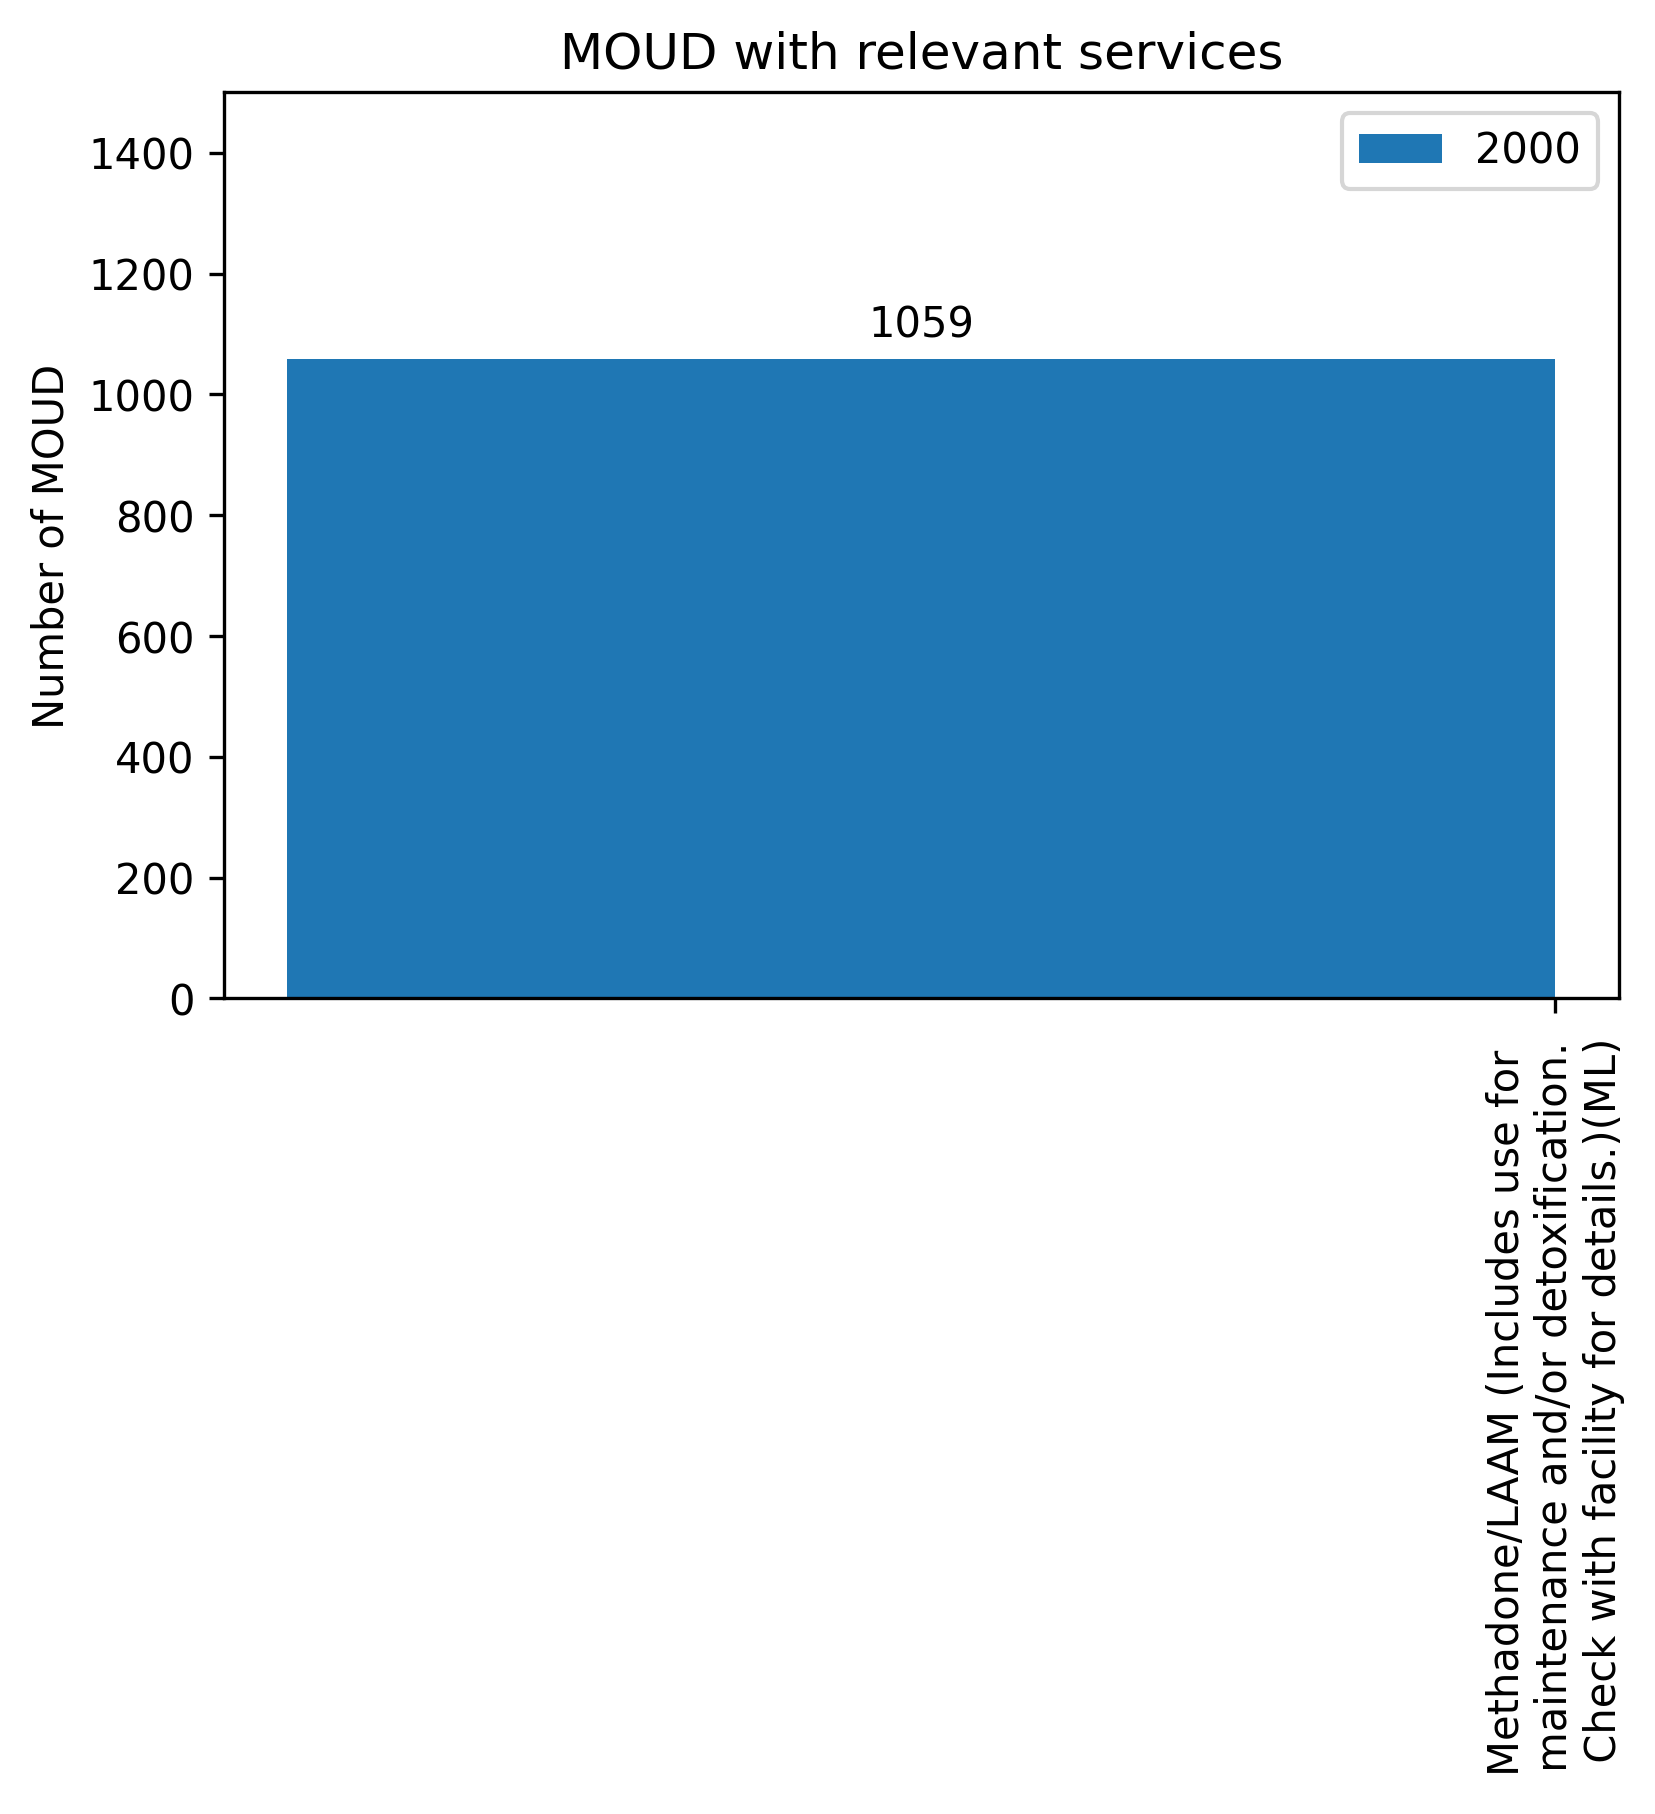 MOUD with relevant services
2000
1400
1200
1000
800
600
400
200
0
Number of MOUD
1059
Methadone/LAAM (Includes use for
maintenance and/or detoxification.
Check with facility for details.)(ML)